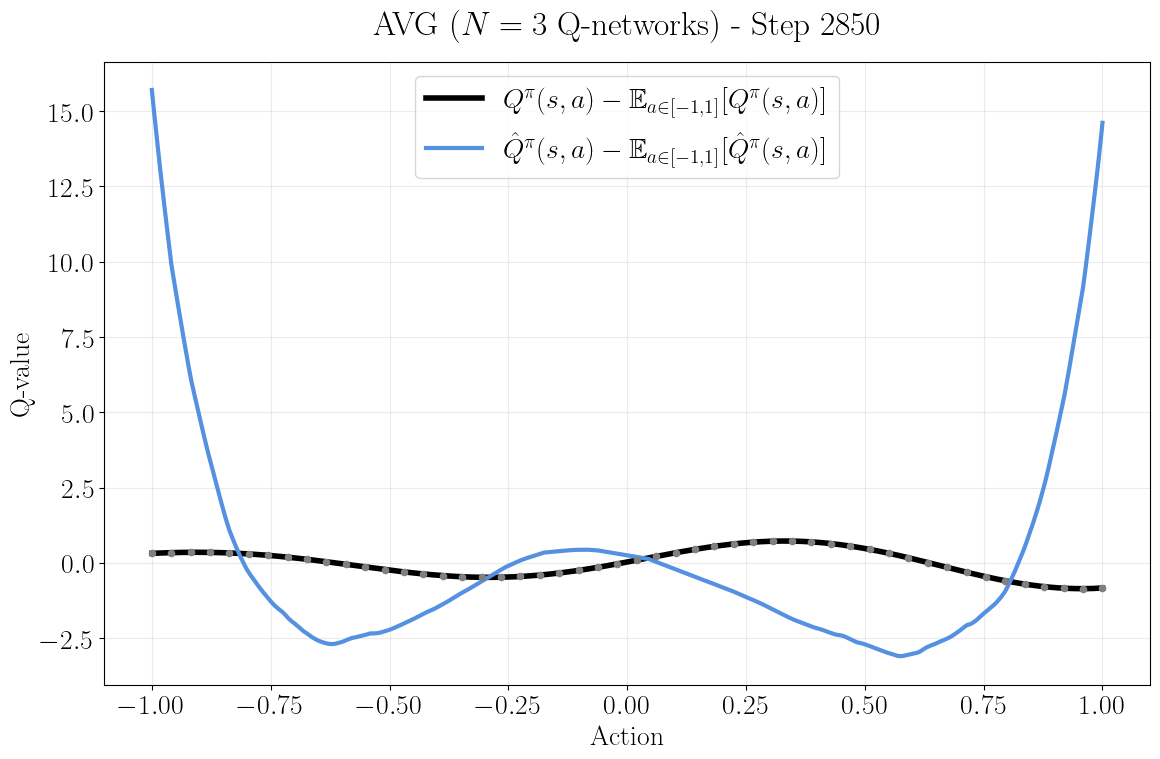 AVG (N = 3 Q-networks) - Step 2850
Q^π(s, a) − 𝔼_{a∈[−1,1]}[Q^π(s, a)]
Q̂^π(s, a) − 𝔼_{a∈[−1,1]}[Q̂^π(s, a)]
Q-value
15.0
12.5
10.0
7.5
5.0
2.5
0.0
−2.5
−1.00 −0.75 −0.50 −0.25 0.00 0.25 0.50 0.75 1.00
Action